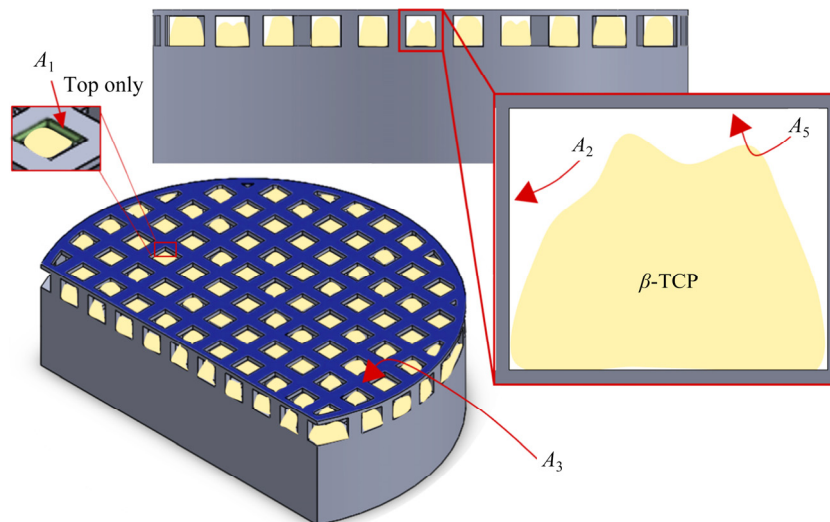 A₁
Top only
A₂
A₅
β-TCP
A₃